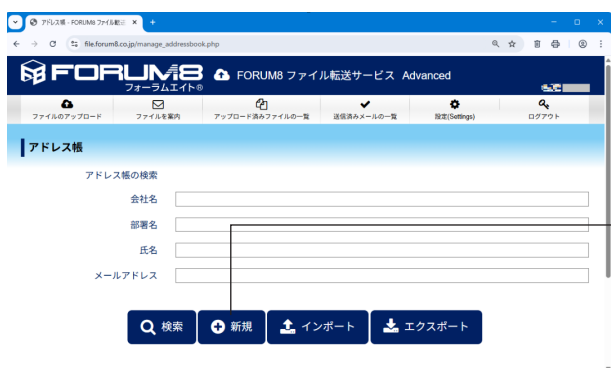 アドレス帳 - FORUM8 ファイル転送
file.forum8.co.jp/manage_addressbook.php
FORUM8 FORUM8 ファイル転送サービス Advanced
フォーラムエイト®
ファイルのアップロード ファイルを案内 アップロード済みファイルの一覧 送信済みメールの一覧 設定(Settings) ログアウト
アドレス帳
アドレス帳の検索
会社名
部署名
氏名
メールアドレス
検索 新規 インポート エクスポート